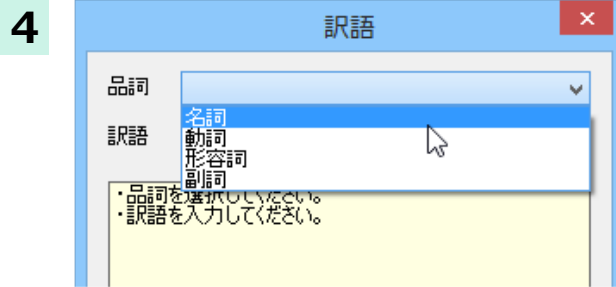 4
訳語
品詞
名詞
動詞
形容詞
副詞
訳語
・品詞を選択してください。
・訳語を入力してください。